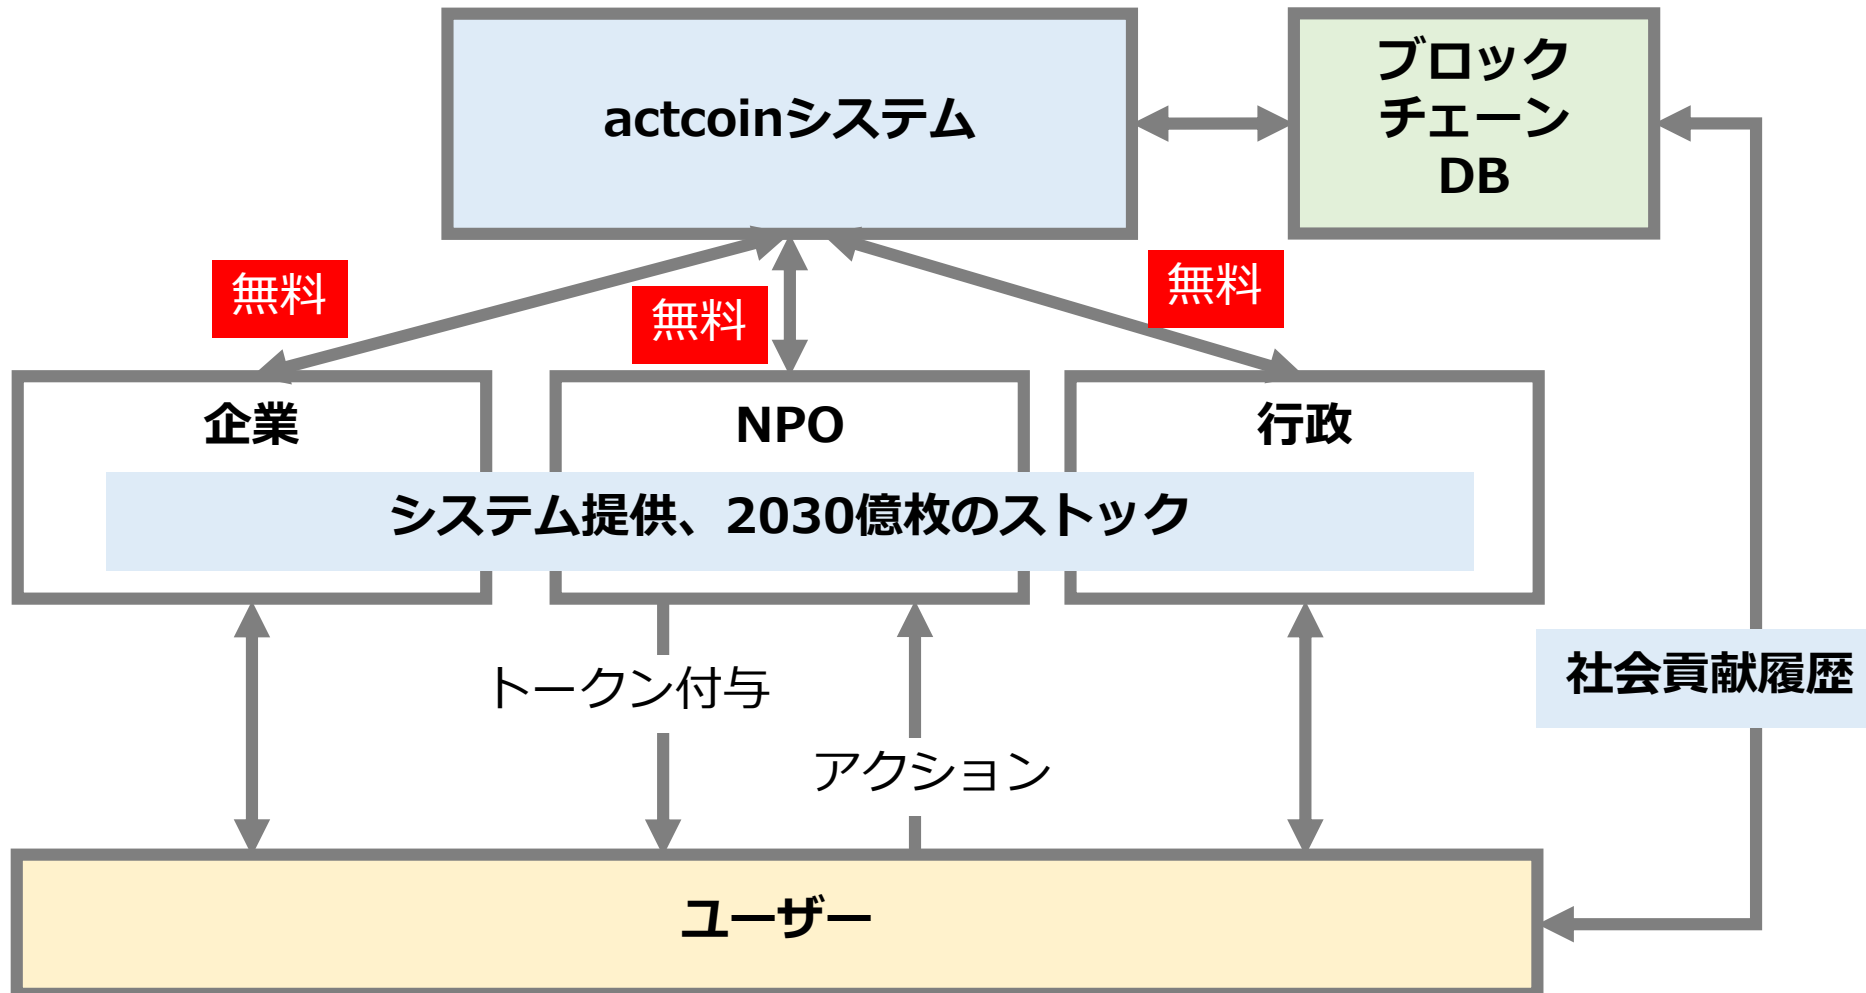 actcoinシステム
ブロック
チェーン
DB
無料
無料
無料
企業
NPO
行政
システム提供、2030億枚のストック
トークン付与
アクション
社会貢献履歴
ユーザー